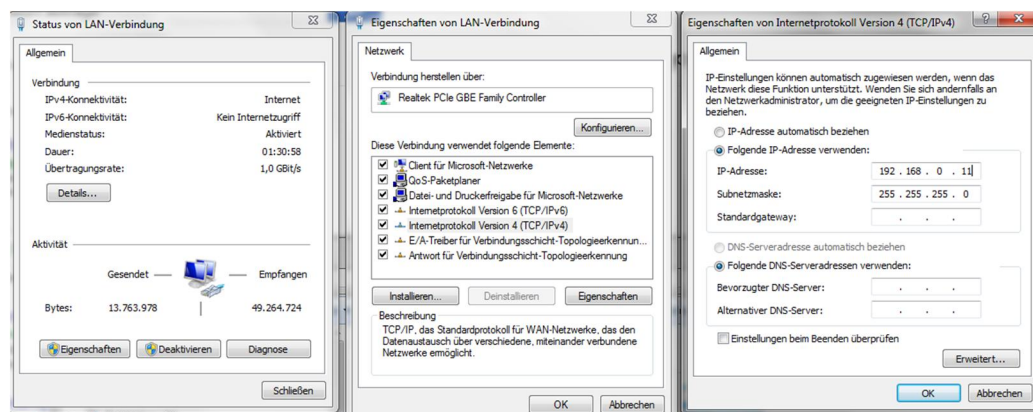 Status von LAN-Verbindung
Allgemein
Verbindung
IPv4-Konnektivität: Internet
IPv6-Konnektivität: Kein Internetzugriff
Medienstatus: Aktiviert
Dauer: 01:30:58
Übertragungsrate: 1,0 GBit/s
Details...
Aktivität
Gesendet — — Empfangen
Bytes: 13.763.978 49.264.724
Eigenschaften Deaktivieren Diagnose
Schließen
Eigenschaften von LAN-Verbindung
Netzwerk
Verbindung herstellen über:
Realtek PCIe GBE Family Controller
Konfigurieren...
Diese Verbindung verwendet folgende Elemente:
Client für Microsoft-Netzwerke
QoS-Paketplaner
Datei- und Druckerfreigabe für Microsoft-Netzwerke
Internetprotokoll Version 6 (TCP/IPv6)
Internetprotokoll Version 4 (TCP/IPv4)
E/A-Treiber für Verbindungsschicht-Topologieerkennun...
Antwort für Verbindungsschicht-Topologieerkennung
Installieren... Deinstallieren Eigenschaften
Beschreibung
TCP/IP, das Standardprotokoll für WAN-Netzwerke, das den
Datenaustausch über verschiedene, miteinander verbundene
Netzwerke ermöglicht.
OK Abbrechen
Eigenschaften von Internetprotokoll Version 4 (TCP/IPv4)
Allgemein
IP-Einstellungen können automatisch zugewiesen werden, wenn das
Netzwerk diese Funktion unterstützt. Wenden Sie sich andernfalls an
den Netzwerkadministrator, um die geeigneten IP-Einstellungen zu
beziehen.
IP-Adresse automatisch beziehen
Folgende IP-Adresse verwenden:
IP-Adresse: 192 . 168 . 0 . 11
Subnetzmaske: 255 . 255 . 255 . 0
Standardgateway: . . .
DNS-Serveradresse automatisch beziehen
Folgende DNS-Serveradressen verwenden:
Bevorzugter DNS-Server: . . .
Alternativer DNS-Server: . . .
Einstellungen beim Beenden überprüfen
Erweitert...
OK Abbrechen